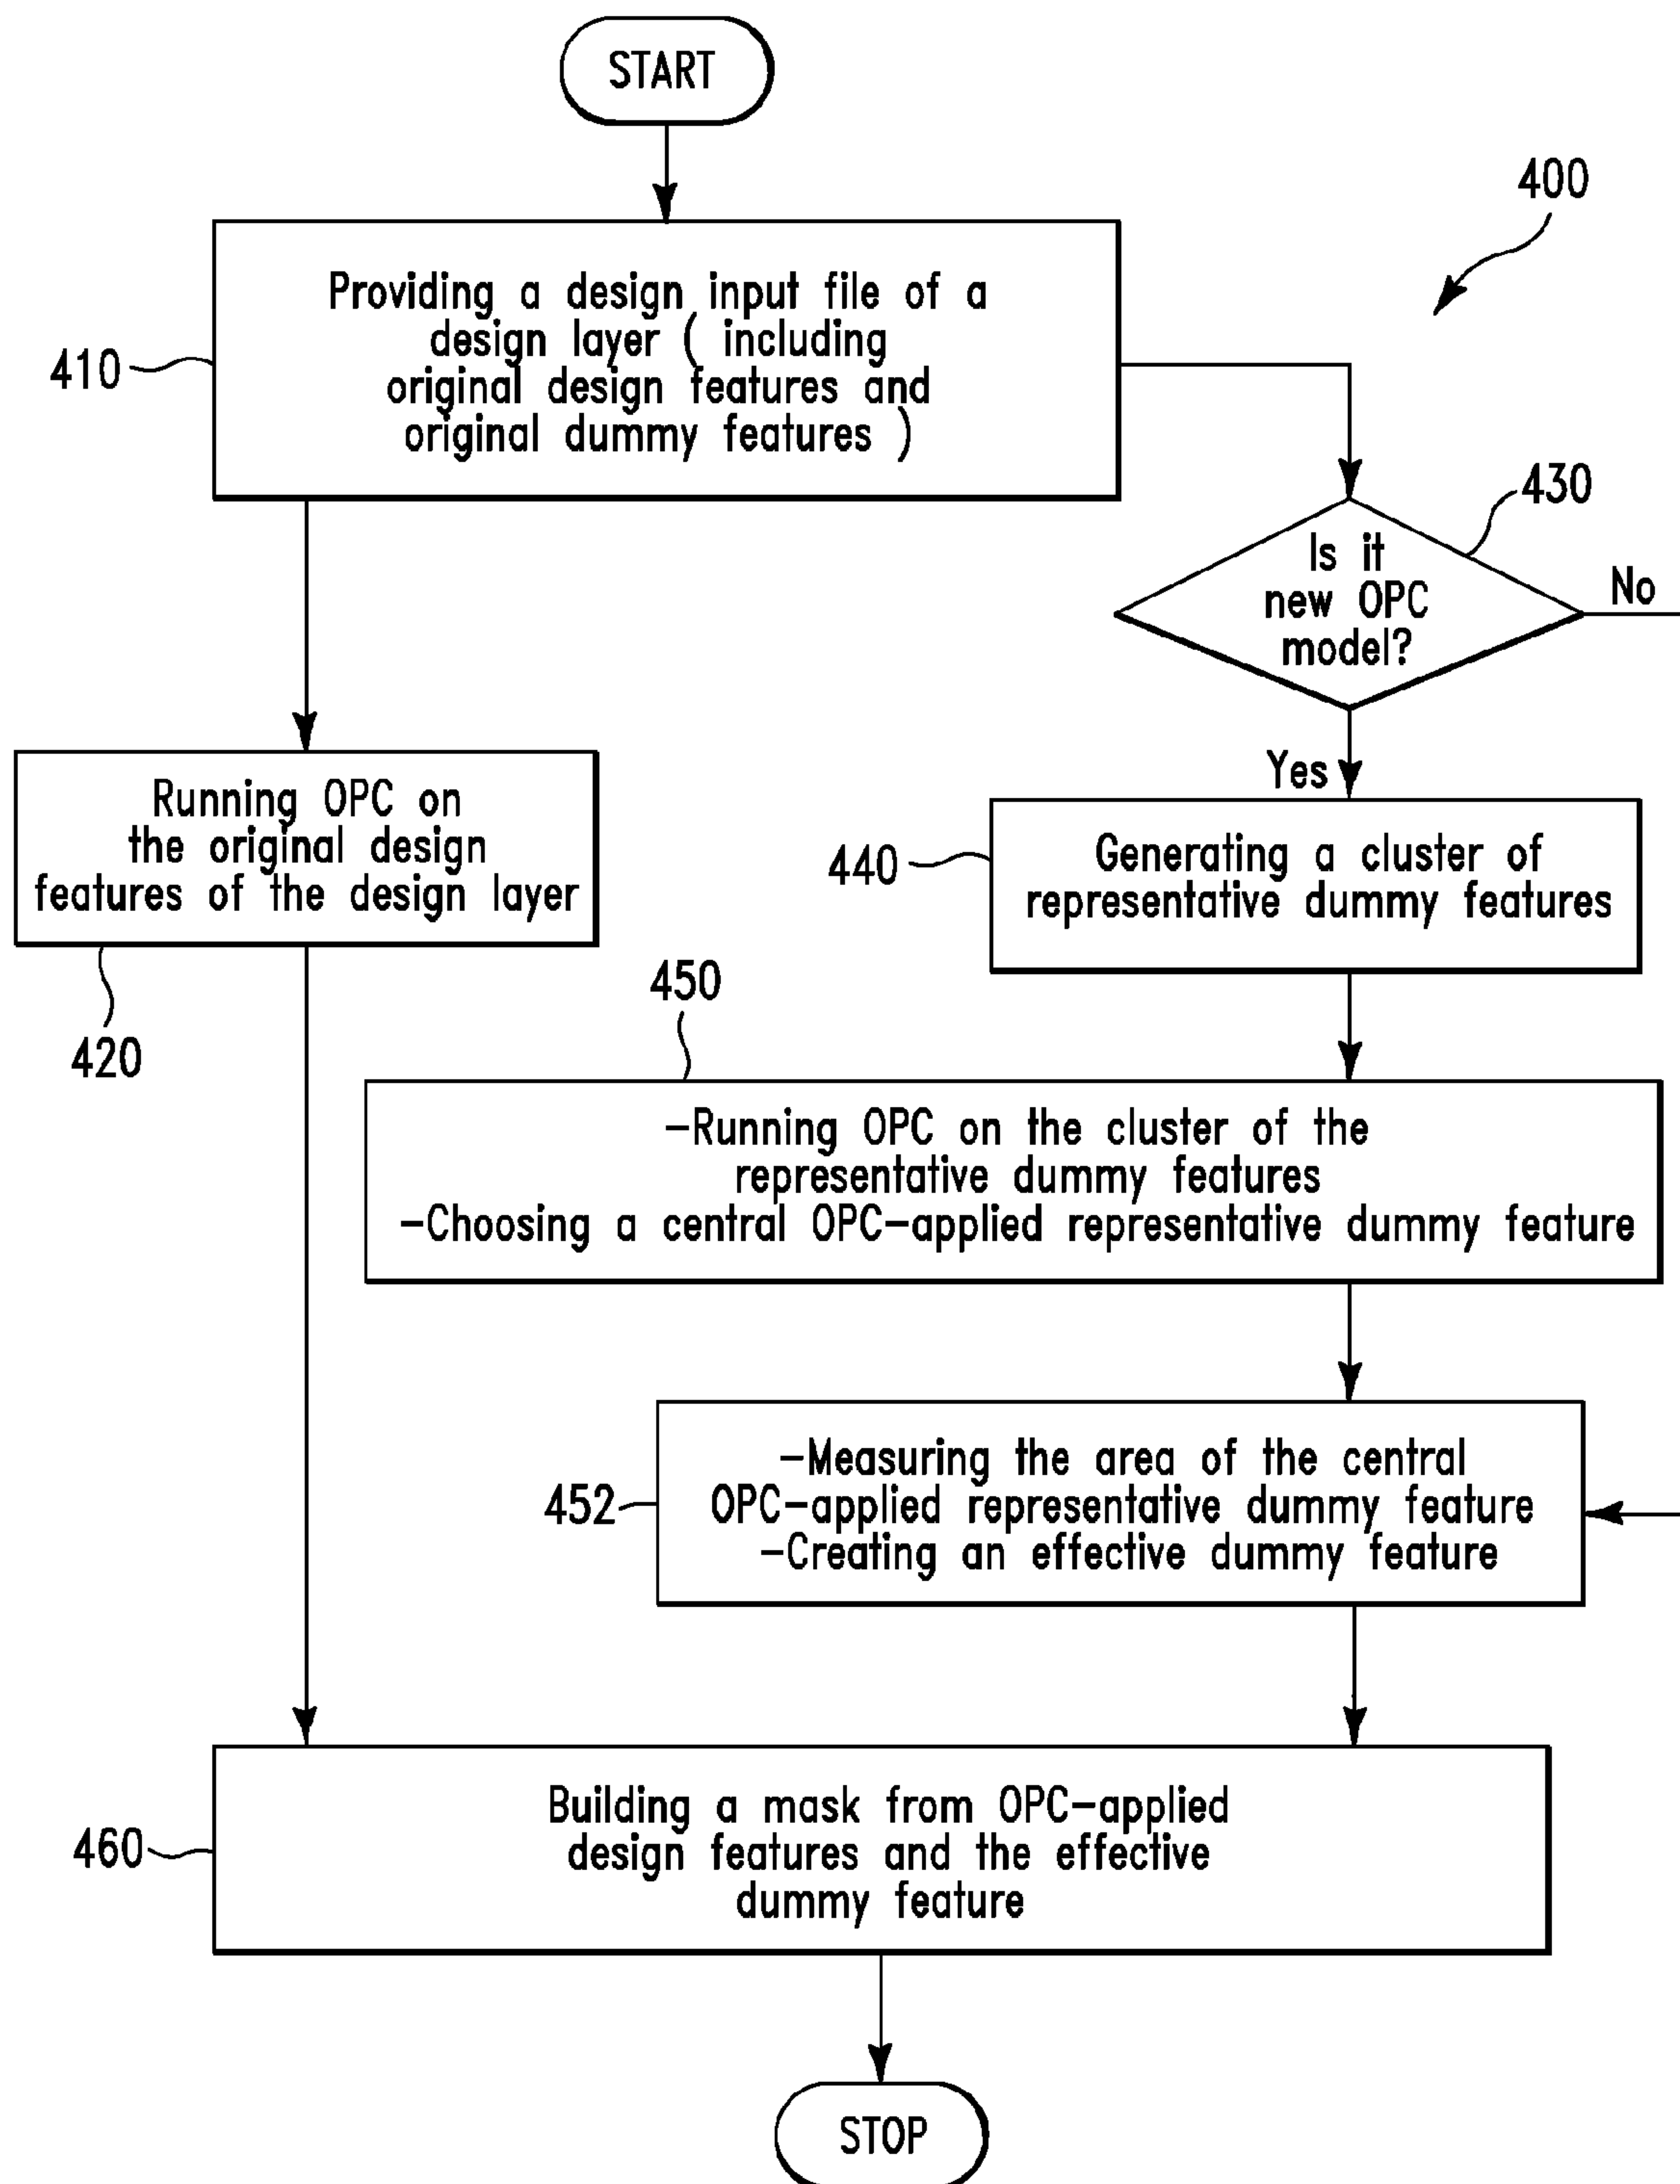 START
400
Providing a design input file of a
design layer ( including
original design features and
original dummy features )
410
430
Is it
new OPC
model?
No
Yes
Running OPC on
the original design
features of the design layer
420
440
Generating a cluster of
representative dummy features
450
-Running OPC on the cluster of the
representative dummy features
-Choosing a central OPC-applied representative dummy feature
452
-Measuring the area of the central
OPC-applied representative dummy feature
-Creating an effective dummy feature
460
Building a mask from OPC-applied
design features and the effective
dummy feature
STOP